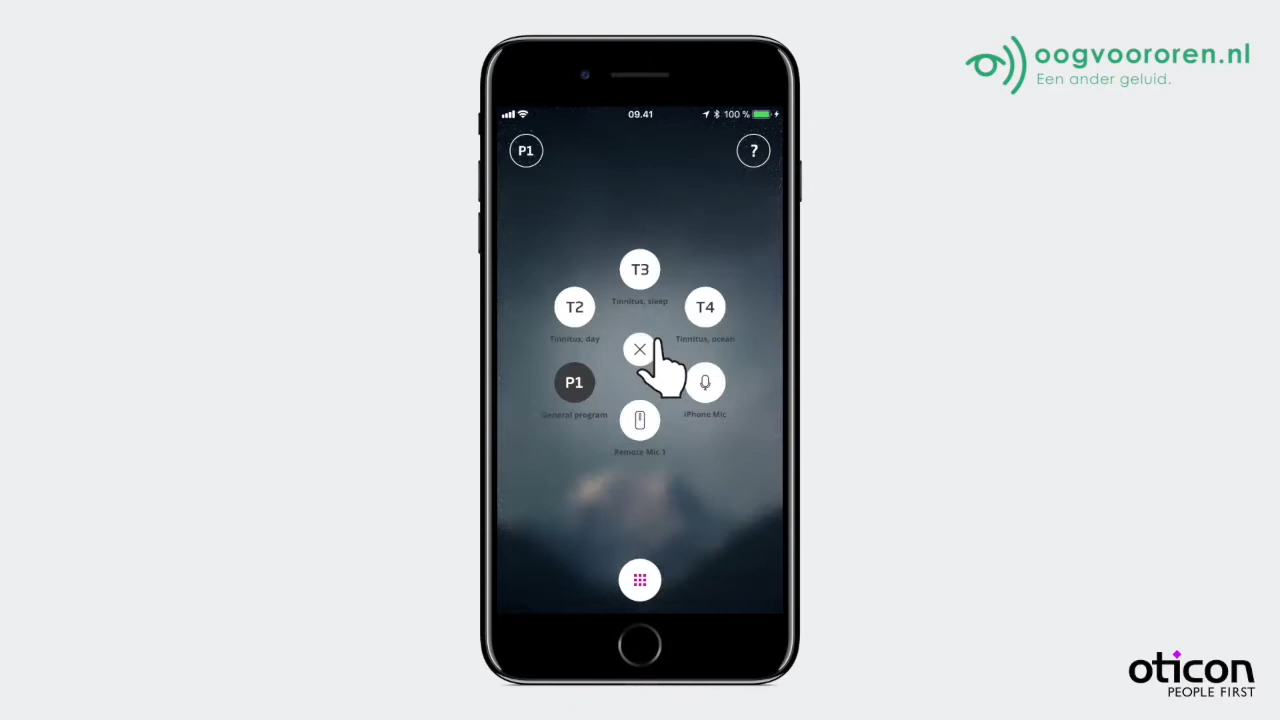 oogvoororen.nl
Een ander geluid.
09.41
100 %
P1
?
T3
Tinnitus, sleep
T2
T4
Tinnitus, day
Tinnitus, ocean
P1
General program
iPhone Mic
Remote Mic 1
oticon
PEOPLE FIRST